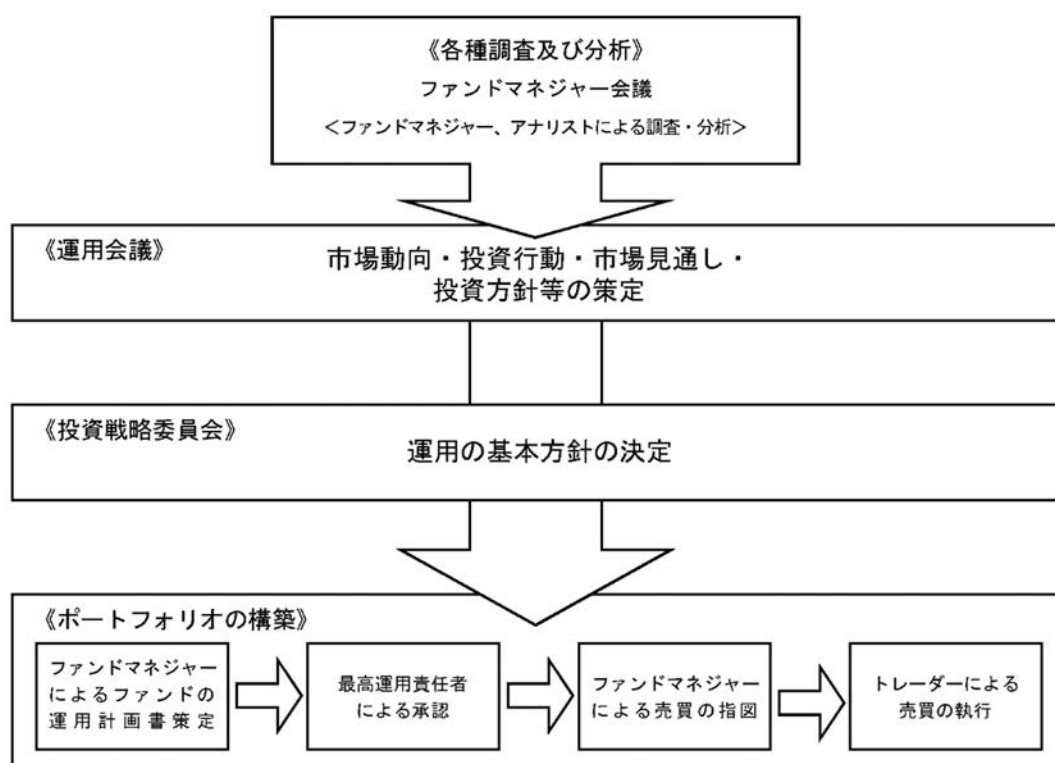 《各種調査及び分析》
ファンドマネジャー会議
＜ファンドマネジャー、アナリストによる調査・分析＞
《運用会議》
市場動向・投資行動・市場見通し・
投資方針等の策定
《投資戦略委員会》
運用の基本方針の決定
《ポートフォリオの構築》
ファンドマネジャー
によるファンドの
運用計画書策定
最高運用責任者
による承認
ファンドマネジャー
による売買の指図
トレーダーによる
売買の執行